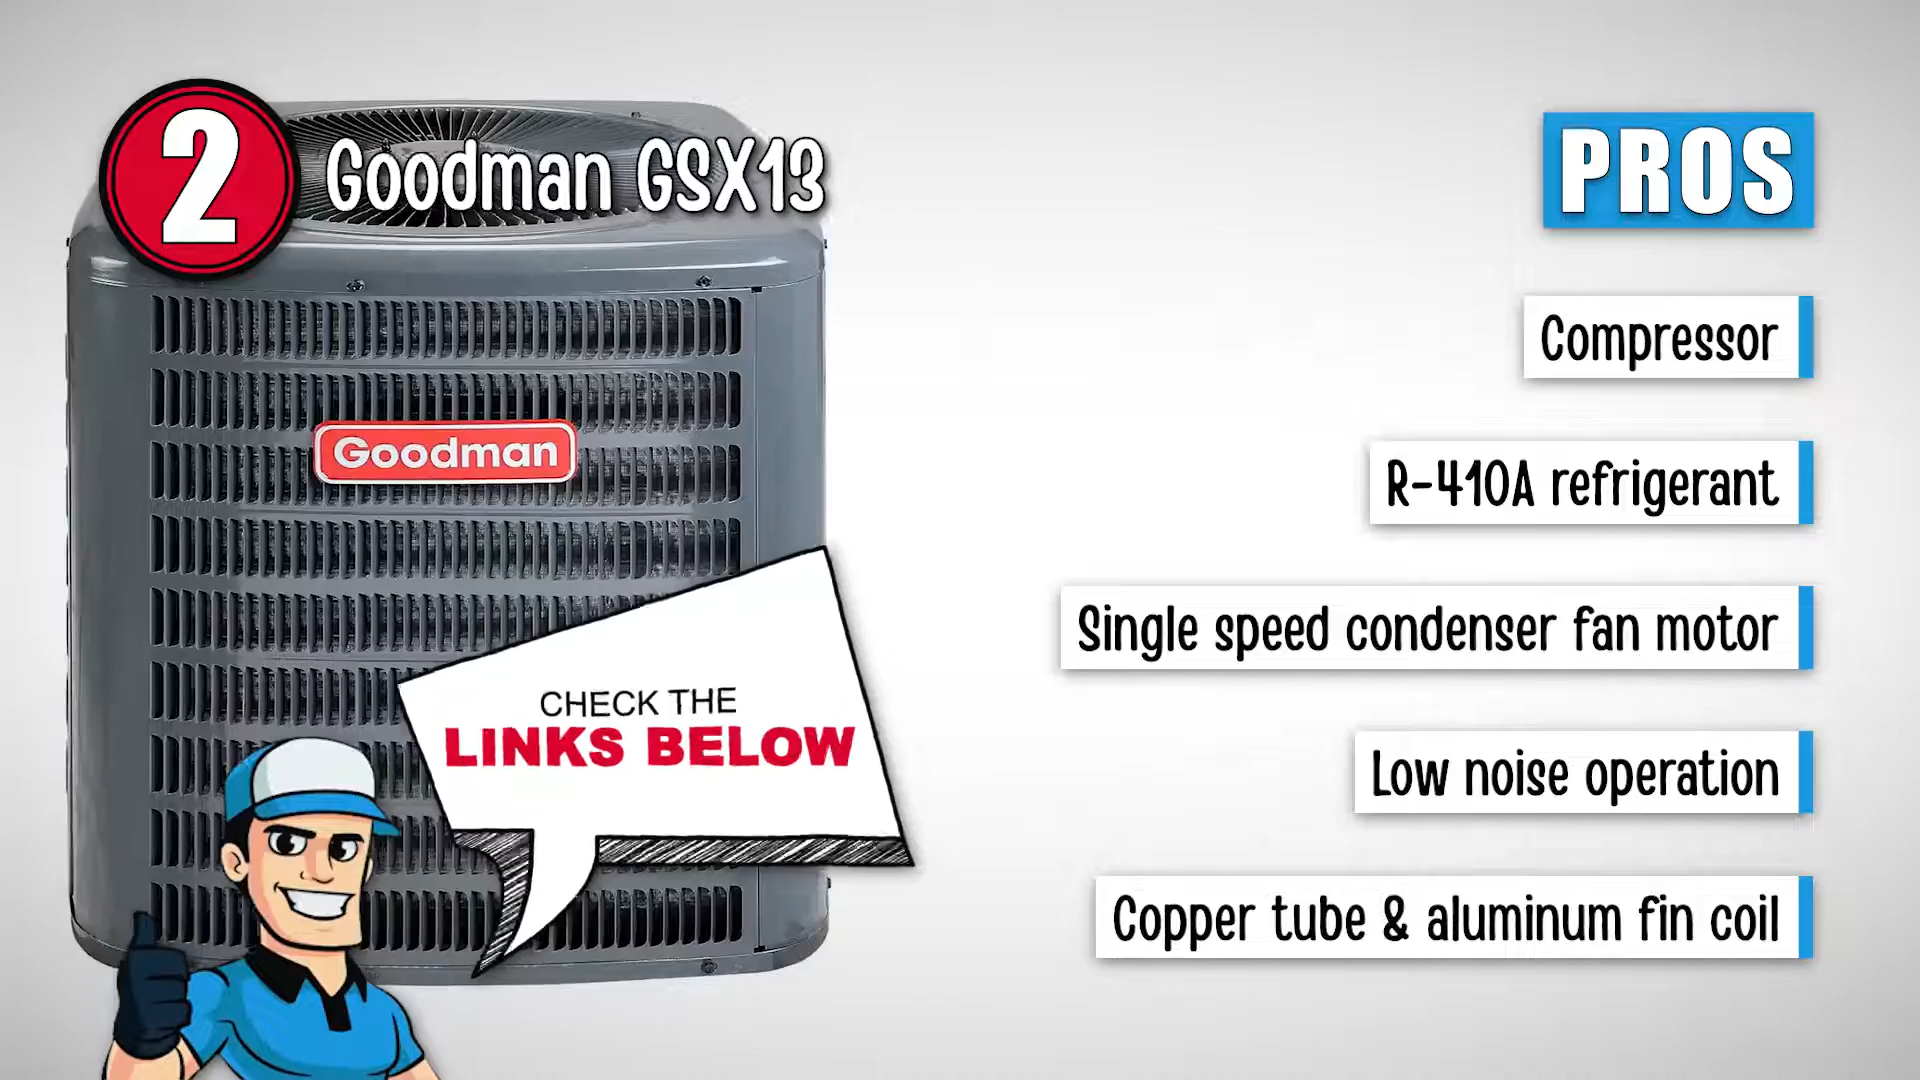 2
Goodman GSX13
Goodman
CHECK THE
LINKS BELOW
PROS
Compressor
R-410A refrigerant
Single speed condenser fan motor
Low noise operation
Copper tube & aluminum fin coil